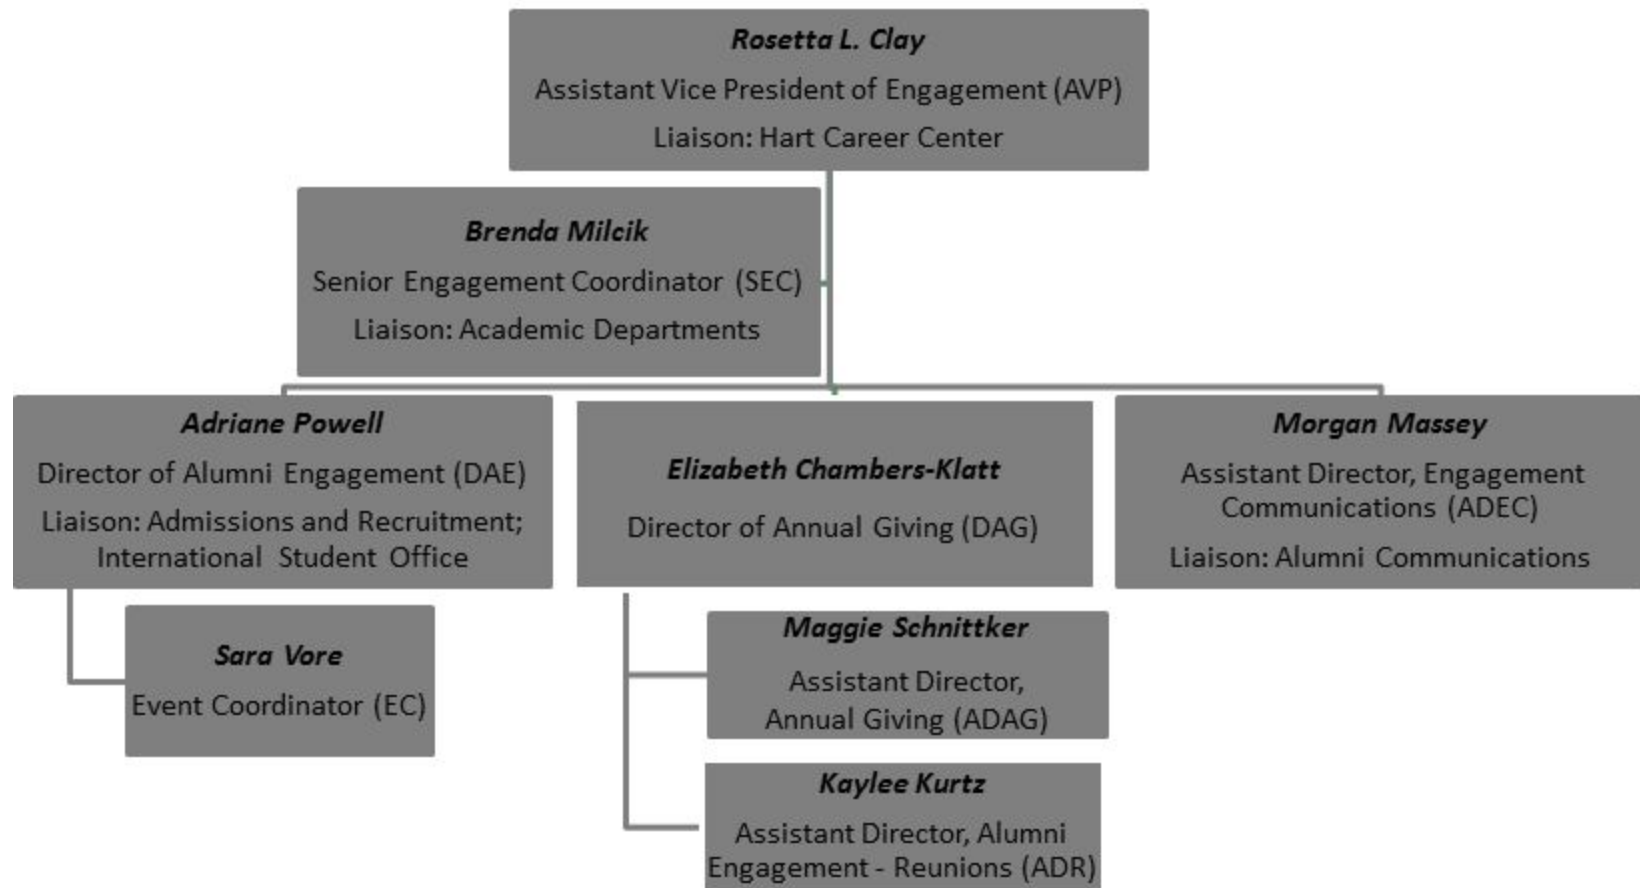 Rosetta L. Clay
Assistant Vice President of Engagement (AVP)
Liaison: Hart Career Center
Brenda Milcik
Senior Engagement Coordinator (SEC)
Liaison: Academic Departments
Adriane Powell
Director of Alumni Engagement (DAE)
Liaison: Admissions and Recruitment;
International Student Office
Elizabeth Chambers-Klatt
Director of Annual Giving (DAG)
Morgan Massey
Assistant Director, Engagement
Communications (ADEC)
Liaison: Alumni Communications
Sara Vore
Event Coordinator (EC)
Maggie Schnittker
Assistant Director,
Annual Giving (ADAG)
Kaylee Kurtz
Assistant Director, Alumni
Engagement - Reunions (ADR)